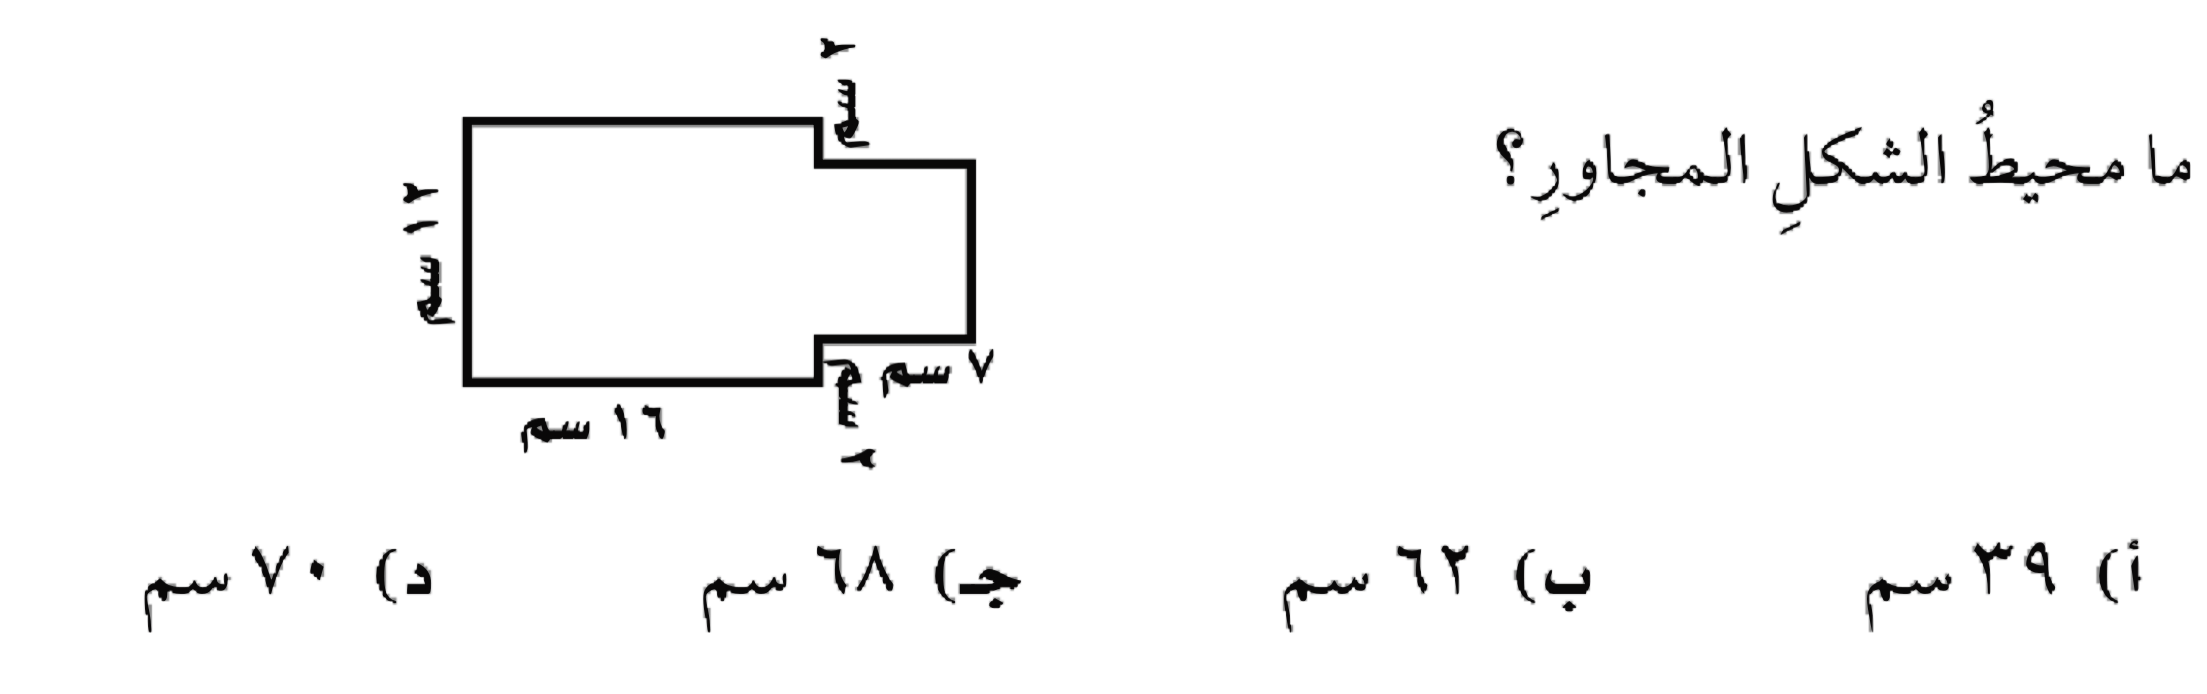 ما محيطُ الشكلِ المجاورِ؟
٢ سم
١٢ سم
٧ سم
٢ سم
١٦ سم
أ) ٣٩ سم ب) ٦٢ سم جـ) ٦٨ سم د) ٧٠ سم